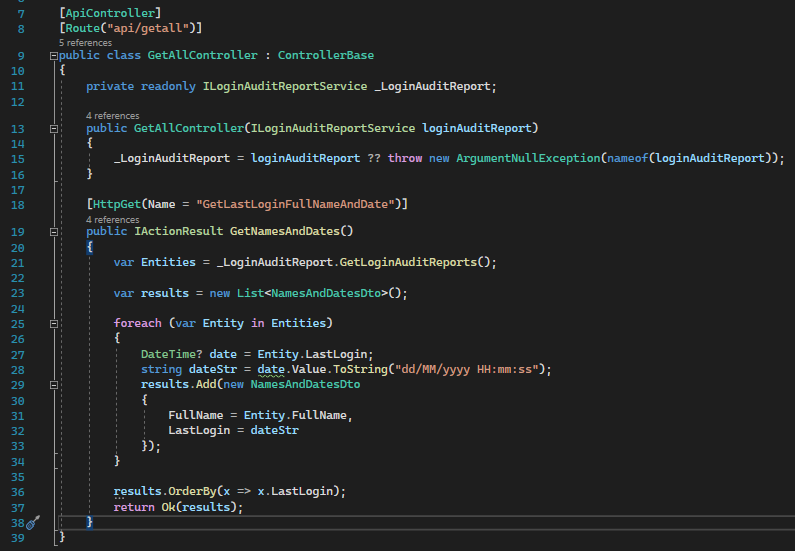 7 [ApiController]
8 [Route("api/getall")]
5 references
9 public class GetAllController : ControllerBase
10 {
11 private readonly ILoginAuditReportService _LoginAuditReport;
12
4 references
13 public GetAllController(ILoginAuditReportService loginAuditReport)
14 {
15 _LoginAuditReport = loginAuditReport ?? throw new ArgumentNullException(nameof(loginAuditReport));
16 }
17
18 [HttpGet(Name = "GetLastLoginFullNameAndDate")]
4 references
19 public IActionResult GetNamesAndDates()
20 {
21 var Entities = _LoginAuditReport.GetLoginAuditReports();
22
23 var results = new List<NamesAndDatesDto>();
24
25 foreach (var Entity in Entities)
26 {
27 DateTime? date = Entity.LastLogin;
28 string dateStr = date.Value.ToString("dd/MM/yyyy HH:mm:ss");
29 results.Add(new NamesAndDatesDto
30 {
31 FullName = Entity.FullName,
32 LastLogin = dateStr
33 });
34 }
35
36 results.OrderBy(x => x.LastLogin);
37 return Ok(results);
38 }
39 }